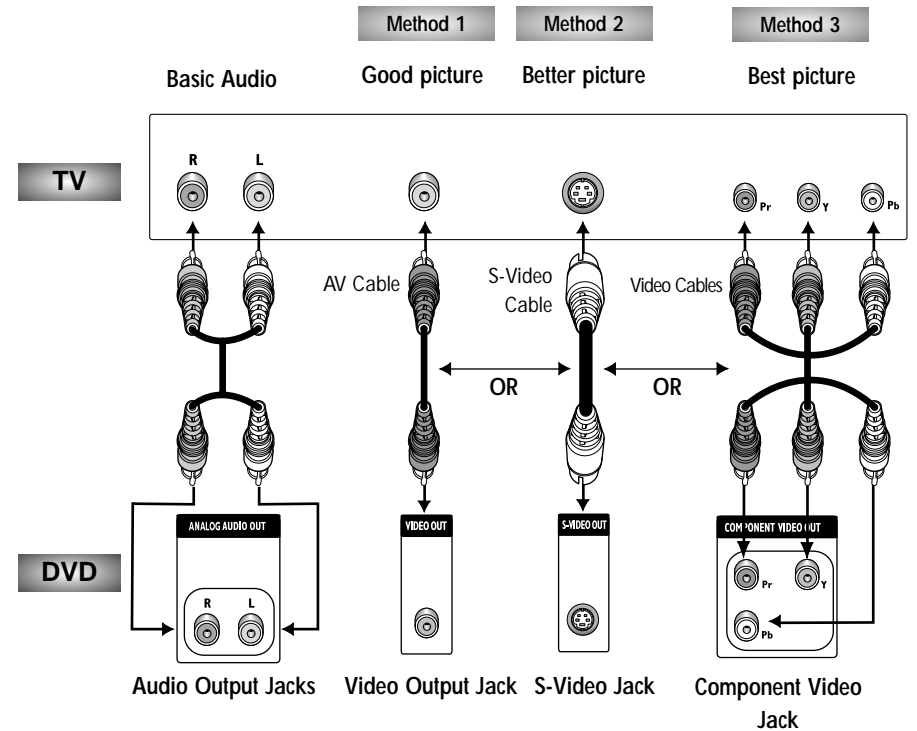 Method 1
Method 2
Method 3
Basic Audio
Good picture
Better picture
Best picture
TV
R
L
Pr
Y
Pb
AV Cable
S-Video
Cable
Video Cables
OR
OR
DVD
ANALOG AUDIO OUT
R
L
VIDEO OUT
S-VIDEO OUT
COMPONENT VIDEO OUT
Pr
Y
Pb
Audio Output Jacks
Video Output Jack
S-Video Jack
Component Video
Jack